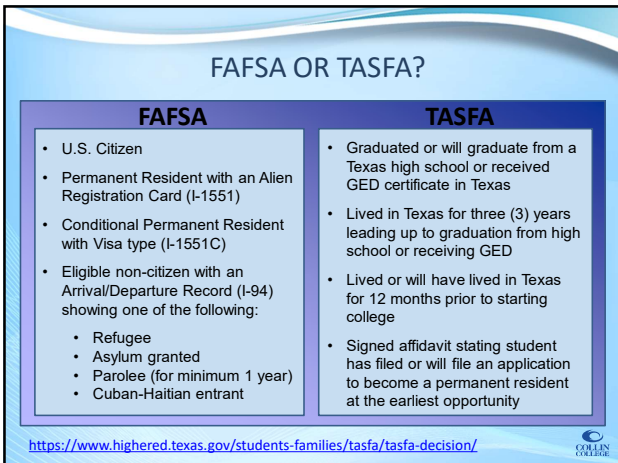 FAFSA OR TASFA?
FAFSA
• U.S. Citizen
• Permanent Resident with an Alien
Registration Card (I-1551)
• Conditional Permanent Resident
with Visa type (I-1551C)
• Eligible non-citizen with an
Arrival/Departure Record (I-94)
showing one of the following:
• Refugee
• Asylum granted
• Parolee (for minimum 1 year)
• Cuban-Haitian entrant
TASFA
• Graduated or will graduate from a
Texas high school or received
GED certificate in Texas
• Lived in Texas for three (3) years
leading up to graduation from high
school or receiving GED
• Lived or will have lived in Texas
for 12 months prior to starting
college
• Signed affidavit stating student
has filed or will file an application
to become a permanent resident
at the earliest opportunity
https://www.highered.texas.gov/students-families/tasfa/tasfa-decision/
COLLIN
COLLEGE